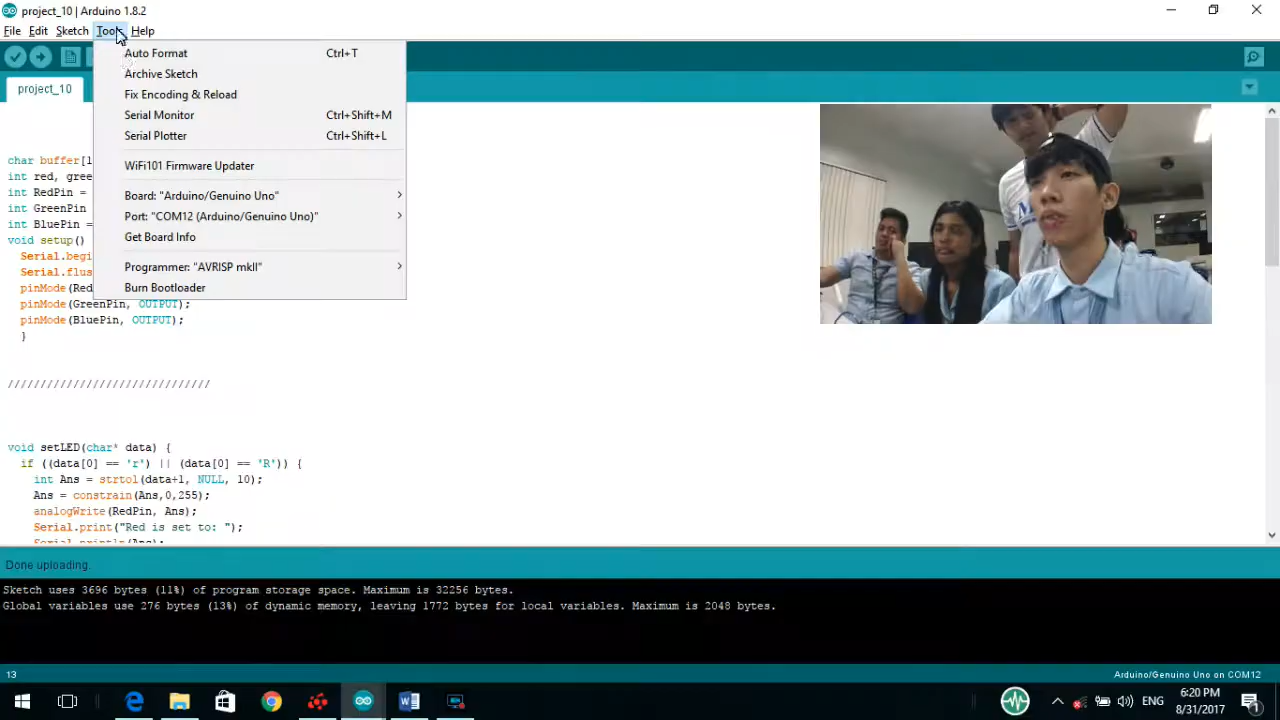 project_10 | Arduino 1.8.2
File Edit Sketch Tools Help
Auto Format Ctrl+T
project_10
Archive Sketch
Fix Encoding & Reload
Serial Monitor Ctrl+Shift+M
Serial Plotter Ctrl+Shift+L
WiFi101 Firmware Updater
Board: "Arduino/Genuino Uno"
Port: "COM12 (Arduino/Genuino Uno)"
Get Board Info
Programmer: "AVRISP mkII"
Burn Bootloader
char buffer[1
int red, gree
int RedPin =
int GreenPin
int BluePin =
void setup()
Serial.begi
Serial.flus
pinMode(Red
pinMode(GreenPin, OUTPUT);
pinMode(BluePin, OUTPUT);
}
///////////////////////////////
void setLED(char* data) {
if ((data[0] == 'r') || (data[0] == 'R')) {
int Ans = strtol(data+1, NULL, 10);
Ans = constrain(Ans,0,255);
analogWrite(RedPin, Ans);
Serial.print("Red is set to: ");
Serial.println(Ans);
Done uploading.
Sketch uses 3696 bytes (11%) of program storage space. Maximum is 32256 bytes.
Global variables use 276 bytes (13%) of dynamic memory, leaving 1772 bytes for local variables. Maximum is 2048 bytes.
13 Arduino/Genuino Uno on COM12
ENG 6:20 PM
8/31/2017
1